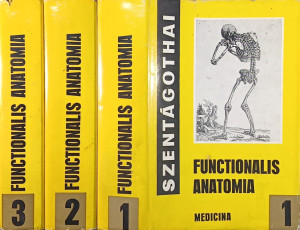 FUNCTIONALIS ANATOMIA
3
FUNCTIONALIS ANATOMIA
2
FUNCTIONALIS ANATOMIA
1
SZENTÁGOTHAI
FUNCTIONALIS
ANATOMIA
MEDICINA
1